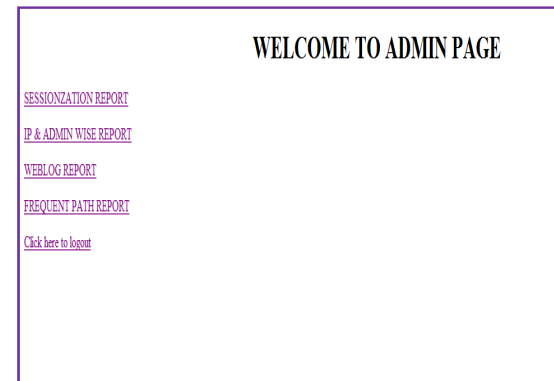 WELCOME TO ADMIN PAGE
SESSIONZATION REPORT
IP & ADMIN WISE REPORT
WEBLOG REPORT
FREQUENT PATH REPORT
Click here to logout